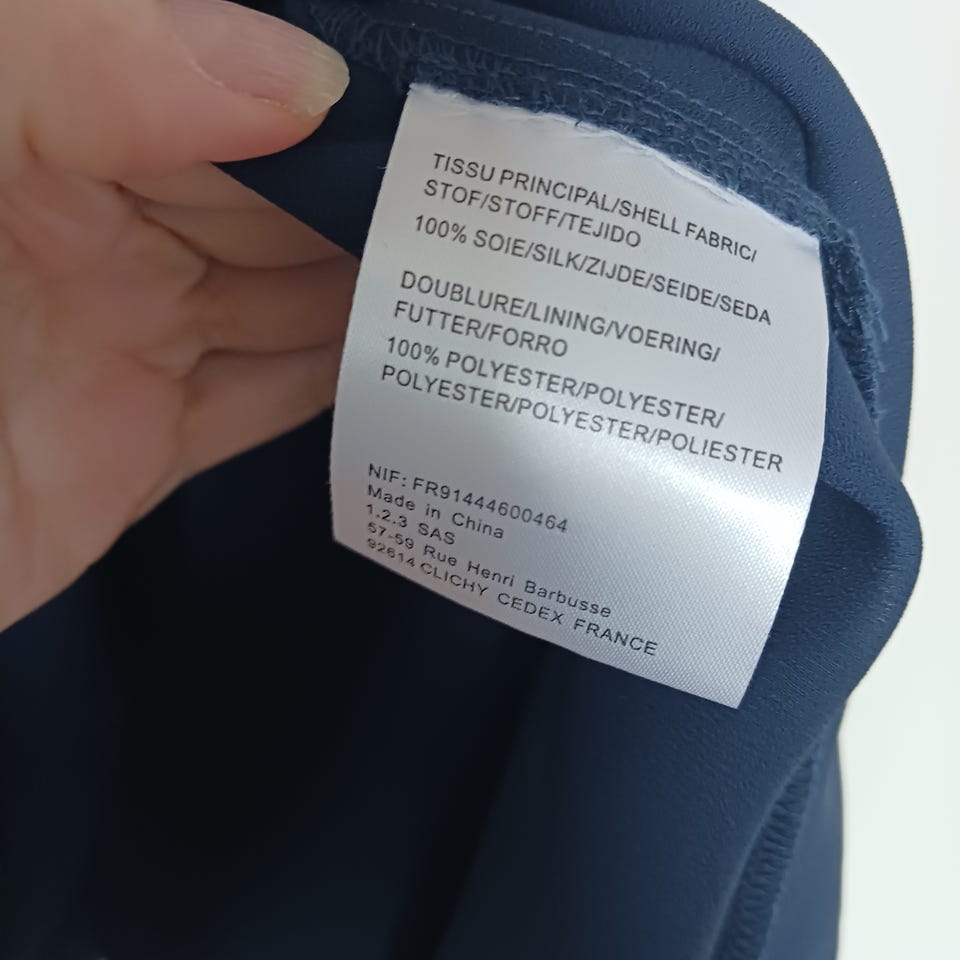 TISSU PRINCIPAL/SHELL FABRIC/
STOF/STOFF/TEJIDO
100% SOIE/SILK/ZIJDE/SEIDE/SEDA
DOUBLURE/LINING/VOERING/
FUTTER/FORRO
100% POLYESTER/POLYESTER/
POLYESTER/POLYESTER/POLIESTER
NIF: FR91444600464
Made in China
1.2.3 SAS
57-59 Rue Henri Barbusse
92614 CLICHY CEDEX FRANCE